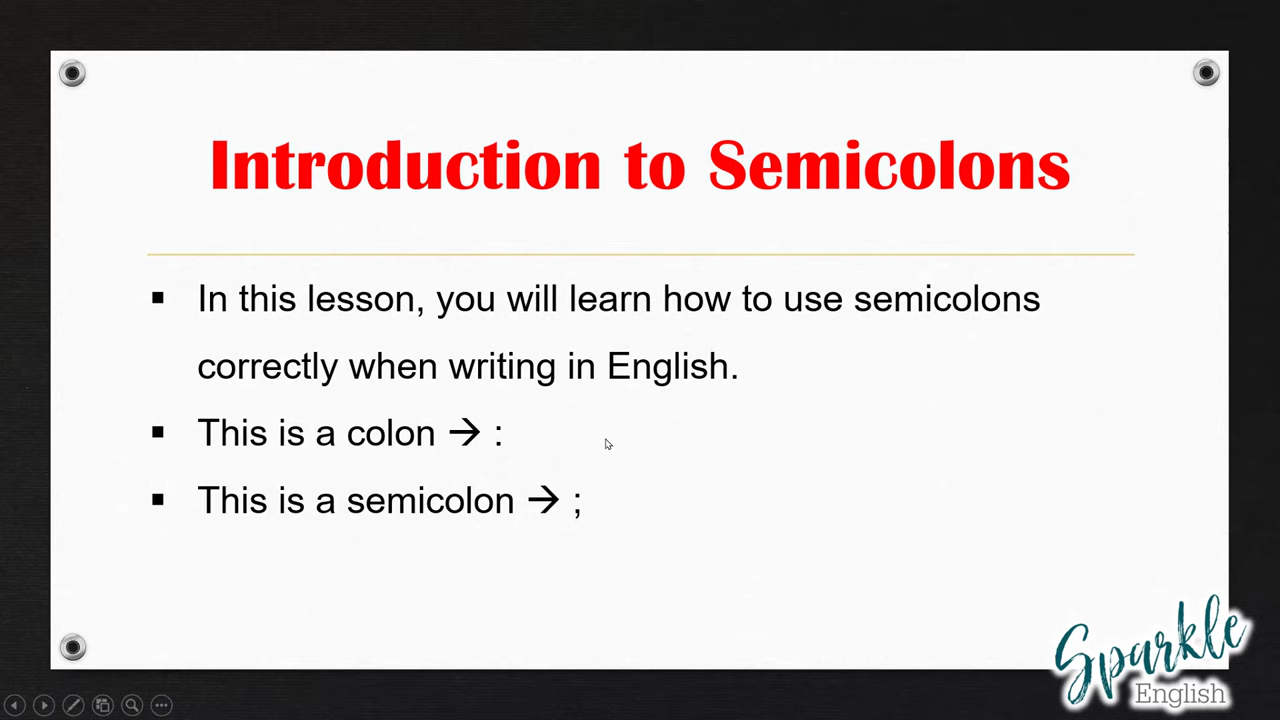 Introduction to Semicolons
▪ In this lesson, you will learn how to use semicolons
correctly when writing in English.
▪ This is a colon → :
▪ This is a semicolon → ;
Sparkle
English